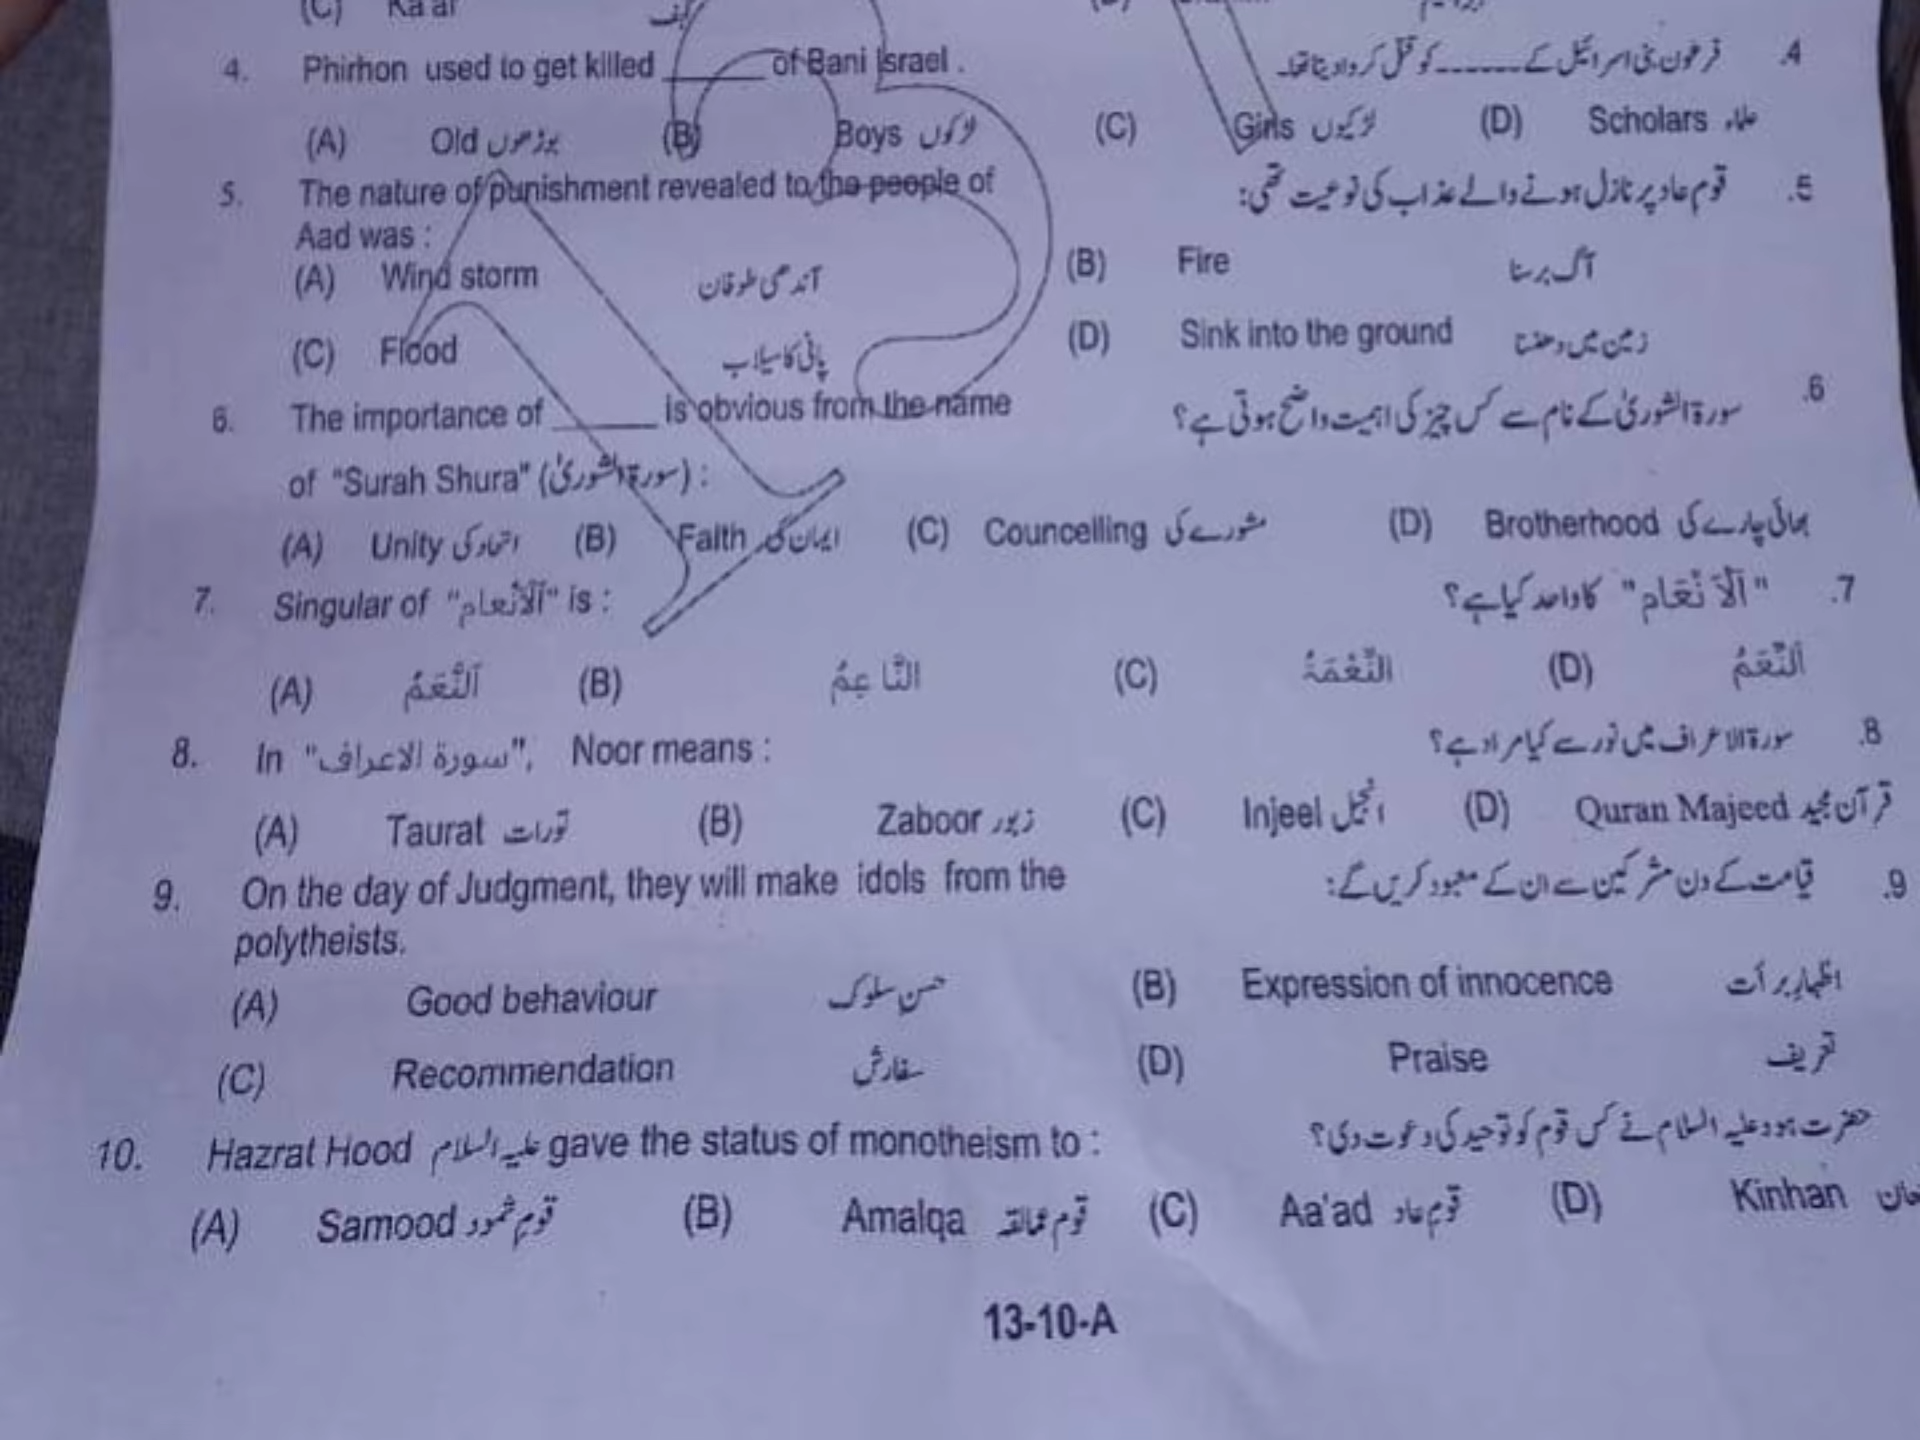 (C) Ka'af کہف
4. Phirhon used to get killed ______ of Bani Israel . فرعون بنی اسرائیل کے ------ کو قتل کروا دیتا تھا۔ .4
(A) Old بوڑھوں (B) Boys لڑکوں (C) Girls لڑکیوں (D) Scholars علماء
5. The nature of punishment revealed to the people of قوم عاد پر نازل ہونے والے عذاب کی نوعیت تھی: .5
Aad was :
(A) Wind storm آندھی طوفان (B) Fire آگ برسنا
(C) Flood پانی کا سیلاب (D) Sink into the ground زمین میں دھنسنا
6. The importance of ______ is obvious from the name سورۃ الشوریٰ کے نام سے کس چیز کی اہمیت واضح ہوتی ہے؟ .6
of "Surah Shura" (سورۃ الشوریٰ) :
(A) Unity اتحاد کی (B) Faith ایمان کی (C) Councelling مشورے کی (D) Brotherhood بھائی چارے کی
7. Singular of "اَلْاَنْعام" is : "اَلْاَنْعَام" کا واحد کیا ہے؟ .7
(A) اَلنَّعَمُ (B) النَّاعِمُ (C) النِّعْمَۃُ (D) اَلنِّعَمُ
8. In "سورۃ الاعراف", Noor means : سورۃ الاعراف میں نور سے کیا مراد ہے؟ .8
(A) Taurat تورات (B) Zaboor زبور (C) Injeel انجیل (D) Quran Majeed قرآن مجید
9. On the day of Judgment, they will make idols from the قیامت کے دن مشرکین سے ان کے معبود کریں گے: .9
polytheists.
(A) Good behaviour حسن سلوک (B) Expression of innocence اظہارِ برأت
(C) Recommendation سفارش (D) Praise تعریف
10. Hazrat Hood علیہ السلام gave the status of monotheism to : حضرت ہود علیہ السلام نے کس قوم کو توحید کی دعوت دی؟
(A) Samood قومِ ثمود (B) Amalqa قوم عمالقہ (C) Aa'ad قومِ عاد (D) Kinhan
13-10-A